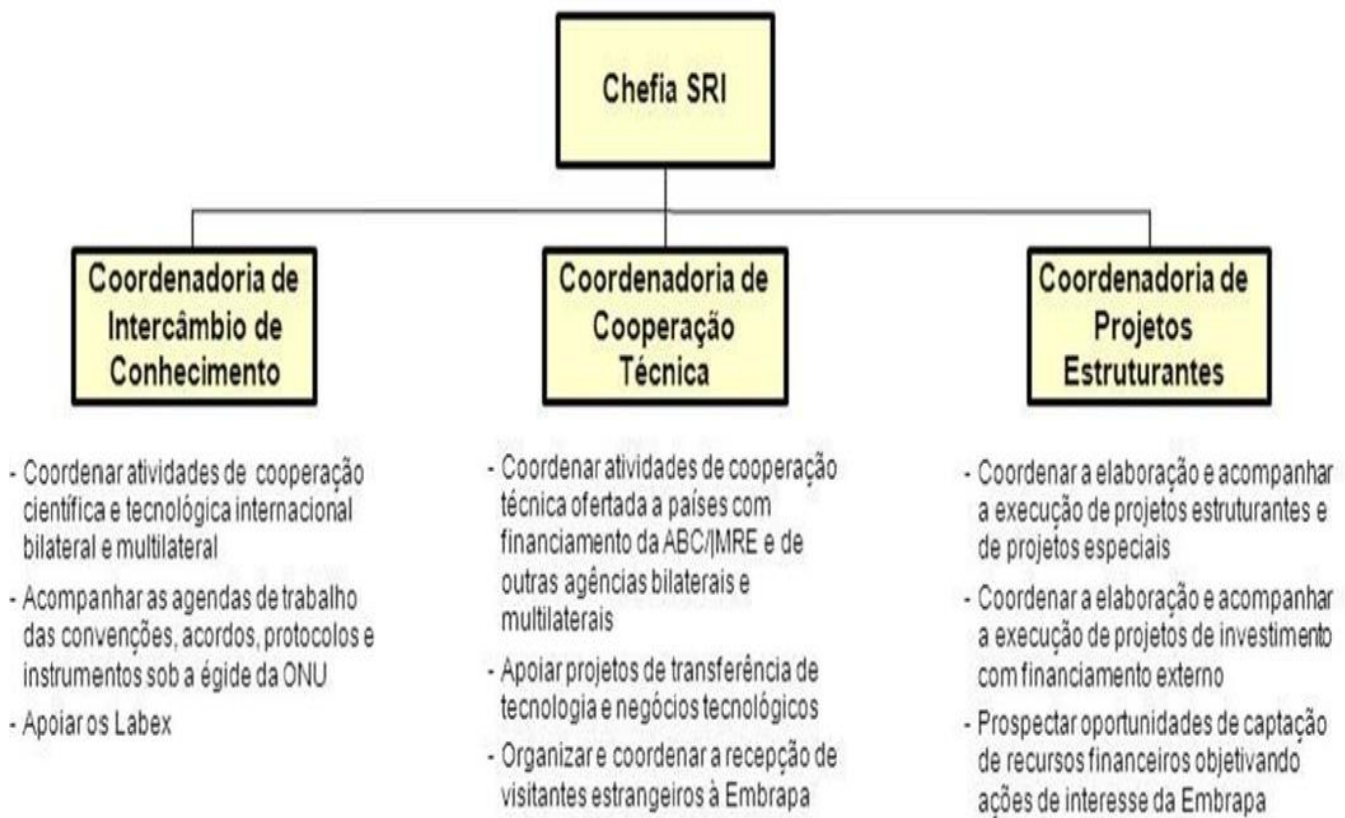 Chefia SRI
Coordenadoria de
Intercâmbio de
Conhecimento
- Coordenar atividades de cooperação
científica e tecnológica internacional
bilateral e multilateral
- Acompanhar as agendas de trabalho
das convenções, acordos, protocolos e
instrumentos sob a égide da ONU
- Apoiar os Labex
Coordenadoria de
Cooperação
Técnica
- Coordenar atividades de cooperação
técnica ofertada a países com
financiamento da ABC/|MRE e de
outras agências bilaterais e
multilaterais
- Apoiar projetos de transferência de
tecnologia e negócios tecnológicos
- Organizar e coordenar a recepção de
visitantes estrangeiros à Embrapa
Coordenadoria de
Projetos
Estruturantes
- Coordenar a elaboração e acompanhar
a execução de projetos estruturantes e
de projetos especiais
- Coordenar a elaboração e acompanhar
a execução de projetos de investimento
com financiamento externo
- Prospectar oportunidades de captação
de recursos financeiros objetivando
ações de interesse da Embrapa